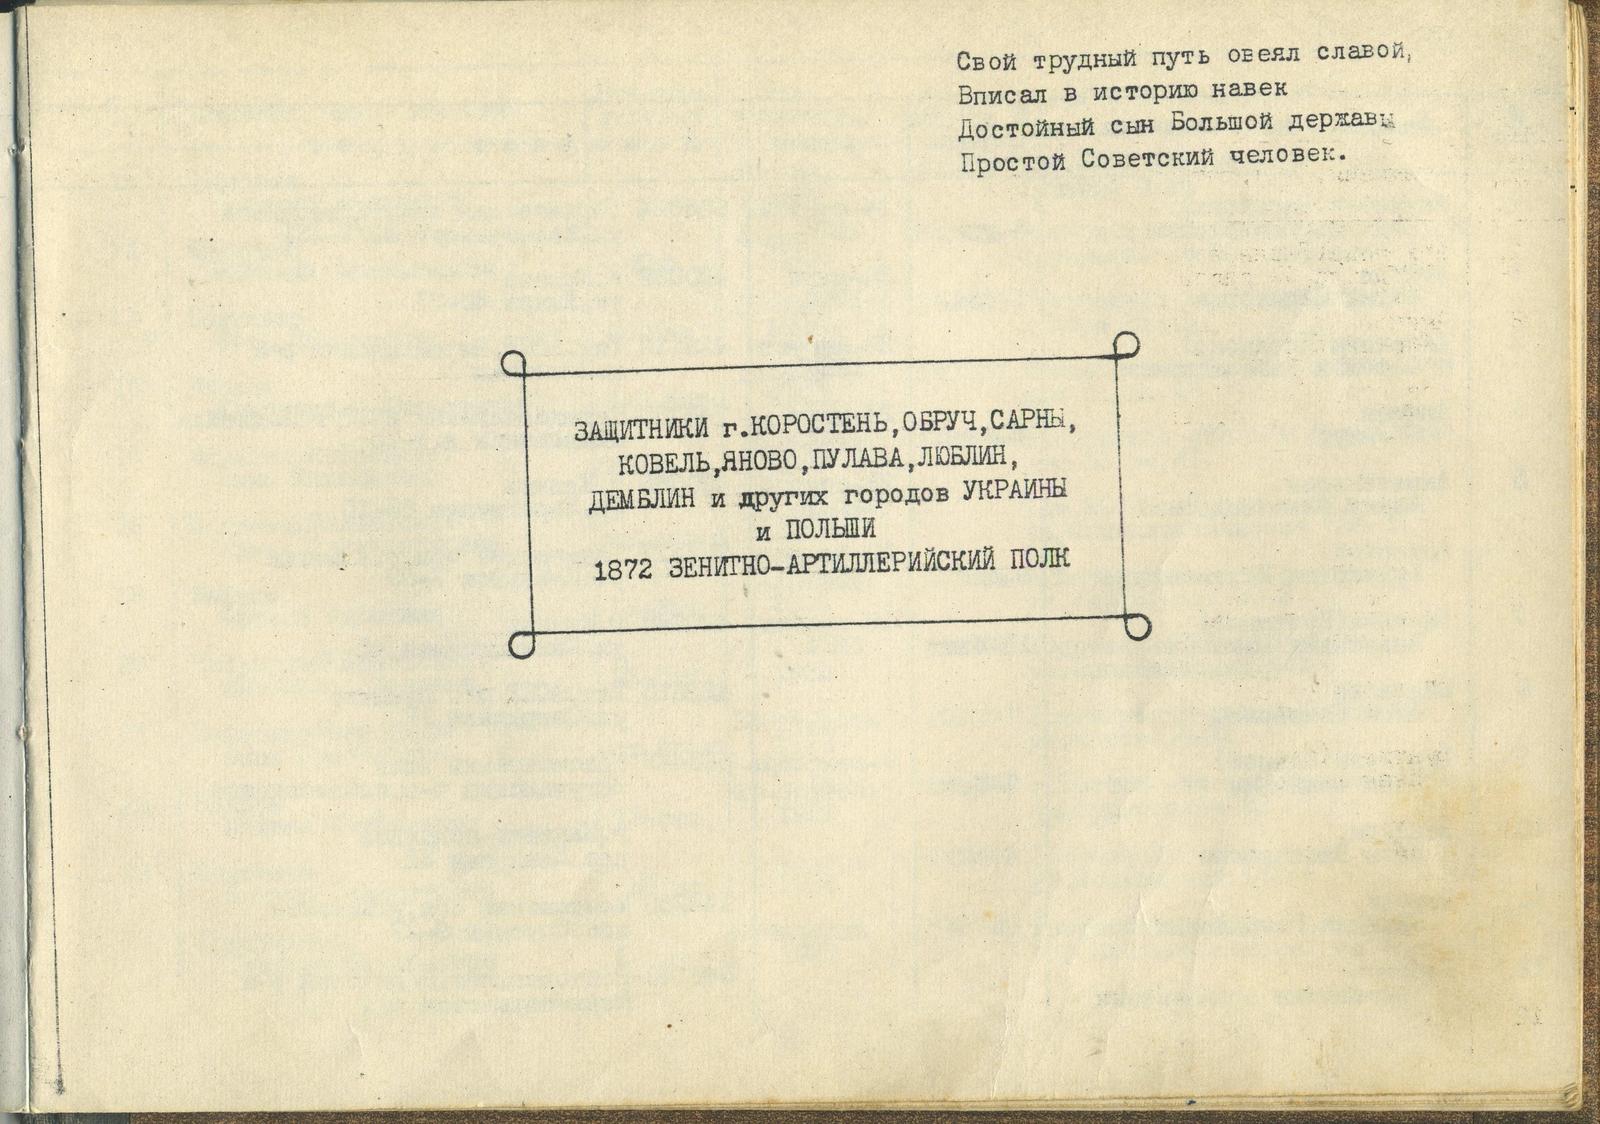 Свой трудный путь овеял славой,
Вписал в историю навек
Достойный сын Большой державы
Простой Советский человек.
ЗАЩИТНИКИ г.КОРОСТЕНЬ,ОБРУЧ,САРНЫ,
КОВЕЛЬ,ЯНОВО,ПУЛАВА,ЛЮБЛИН,
ДЕМБЛИН и других городов УКРАИНЫ
и ПОЛЬШИ
1872 ЗЕНИТНО-АРТИЛЛЕРИЙСКИЙ ПОЛК